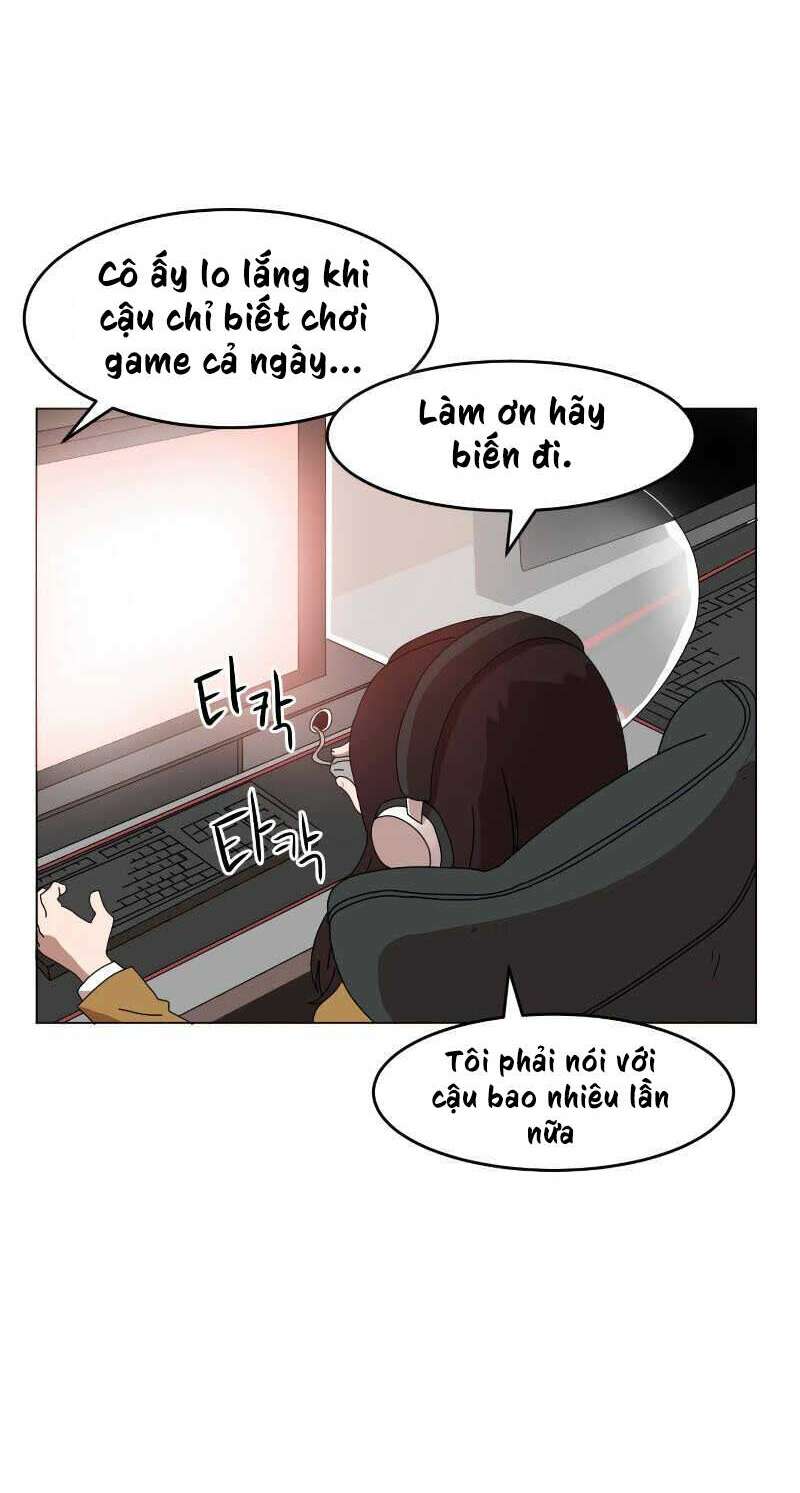 Cô ấy lo lắng khi
cậu chỉ biết chơi
game cả ngày...
Làm ơn hãy
biến đi.
타칵
타칵
Tôi phải nói với
cậu bao nhiêu lần
nữa